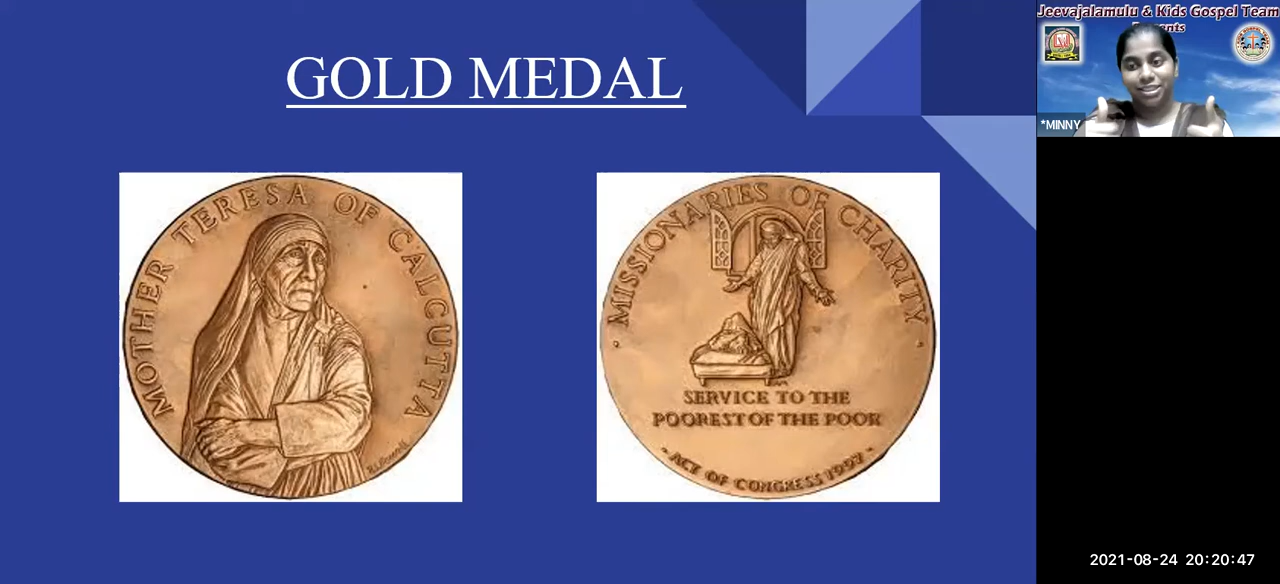 GOLD MEDAL
MOTHER TERESA OF CALCUTTA
MISSIONARIES OF CHARITY
SERVICE TO THE
POOREST OF THE POOR
ACT OF CONGRESS 1997
Jeevajalamulu & Kids Gospel Team
*MINNY
2021-08-24 20:20:47